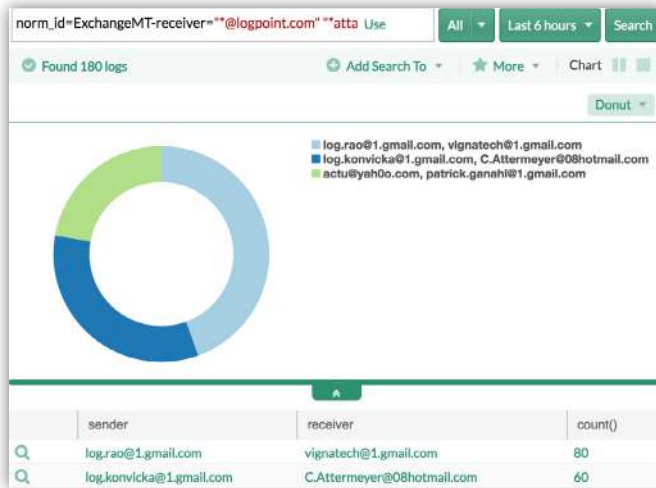 norm_id=ExchangeMT-receiver="*@logpoint.com" "*atta Use All Last 6 hours Search
Found 180 logs Add Search To More Chart
Donut
log.rao@1.gmail.com, vignatech@1.gmail.com
log.konvicka@1.gmail.com, C.Attermeyer@08hotmail.com
actu@yah0o.com, patrick.ganahl@1.gmail.com
sender receiver count()
log.rao@1.gmail.com vignatech@1.gmail.com 80
log.konvicka@1.gmail.com C.Attermeyer@08hotmail.com 60